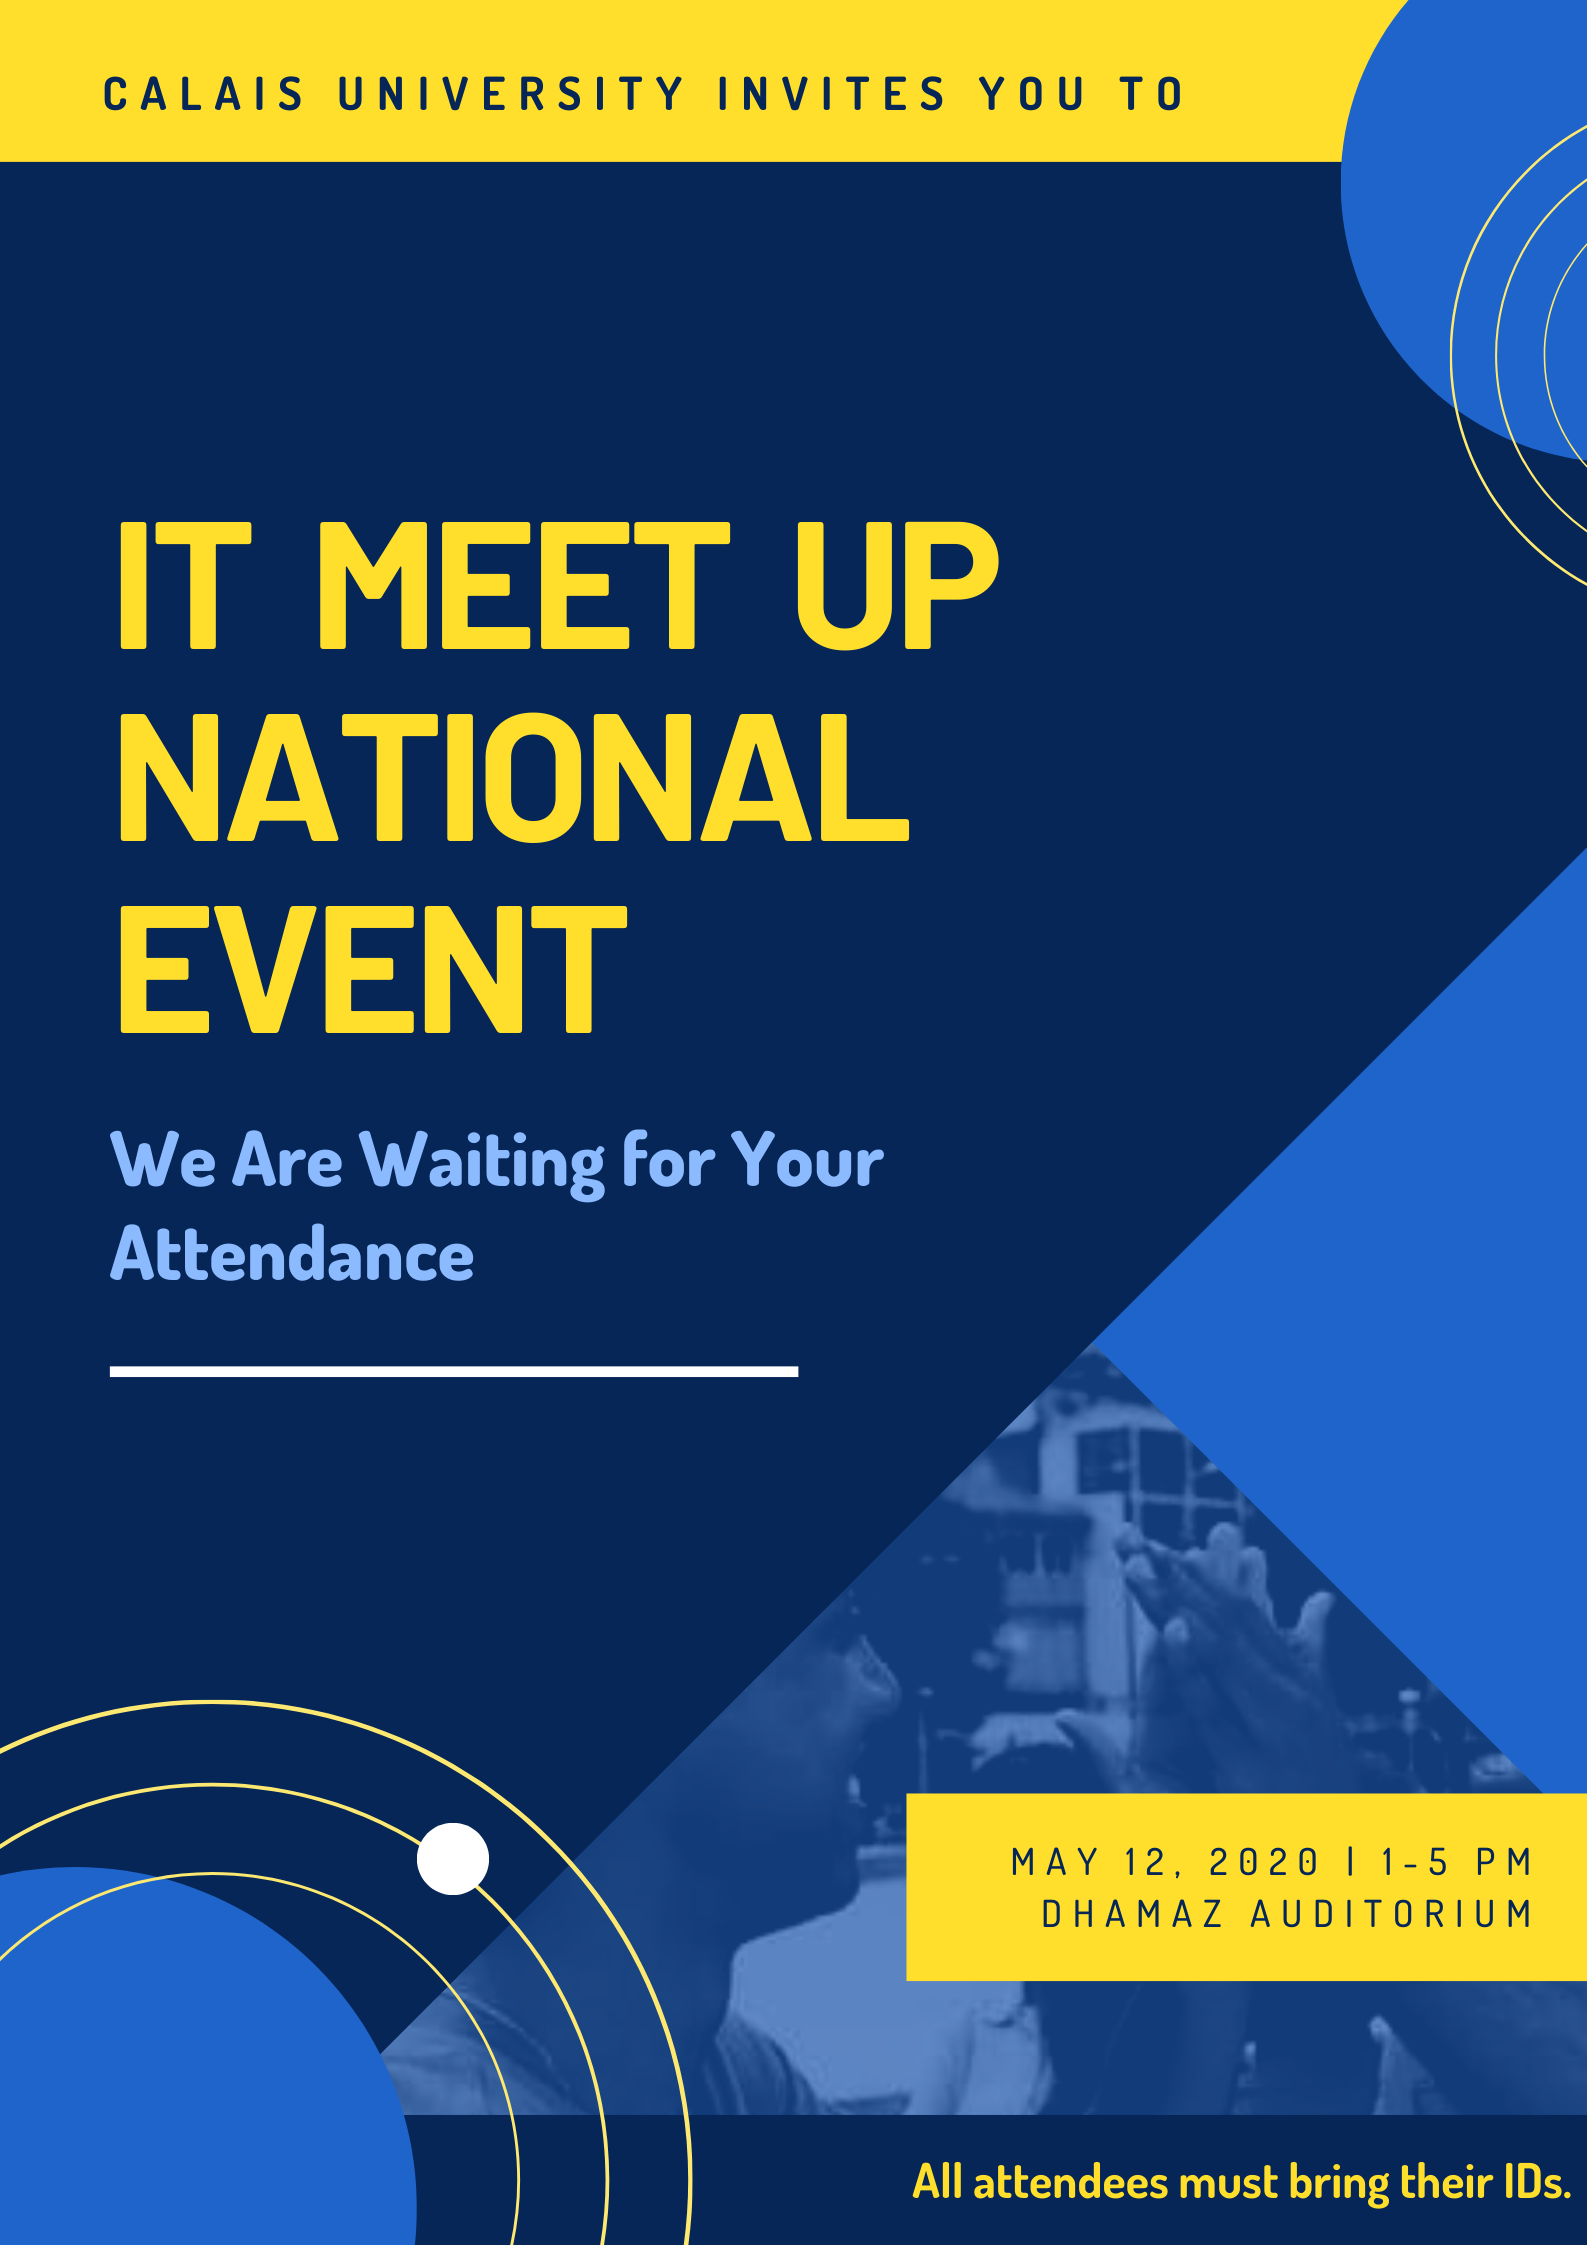 CALAIS UNIVERSITY INVITES YOU TO
IT MEET UP
NATIONAL
EVENT
We Are Waiting for Your
Attendance
MAY 12, 2020 | 1-5 PM
DHAMAZ AUDITORIUM
All attendees must bring their IDs.